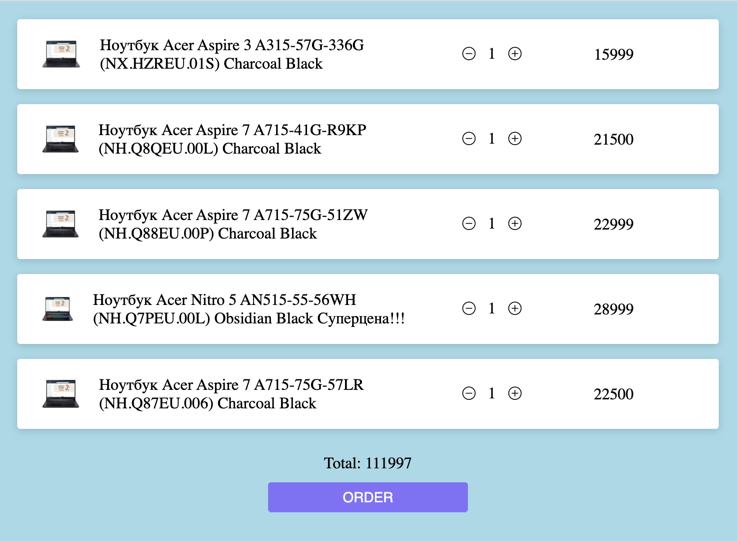 Ноутбук Acer Aspire 3 A315-57G-336G
(NX.HZREU.01S) Charcoal Black
1
15999
Ноутбук Acer Aspire 7 A715-41G-R9KP
(NH.Q8QEU.00L) Charcoal Black
1
21500
Ноутбук Acer Aspire 7 A715-75G-51ZW
(NH.Q88EU.00P) Charcoal Black
1
22999
Ноутбук Acer Nitro 5 AN515-55-56WH
(NH.Q7PEU.00L) Obsidian Black Суперцена!!!
1
28999
Ноутбук Acer Aspire 7 A715-75G-57LR
(NH.Q87EU.006) Charcoal Black
1
22500
Total: 111997
ORDER